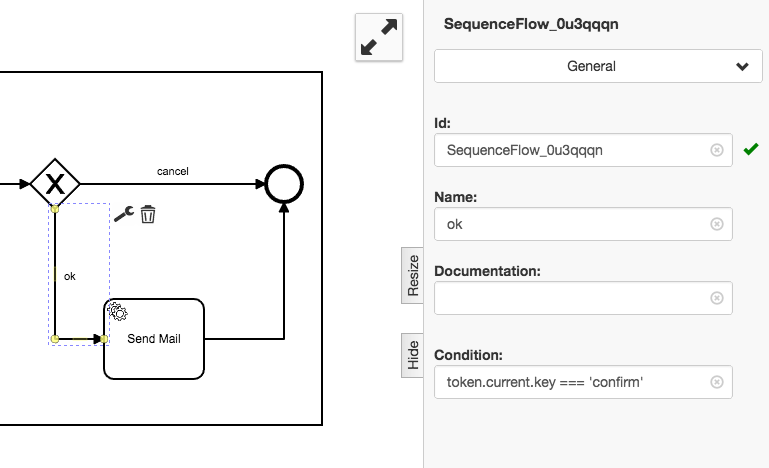 SequenceFlow_0u3qqqn
General
Id:
SequenceFlow_0u3qqqn
Name:
ok
Documentation:
Condition:
token.current.key === 'confirm'
Resize
Hide
cancel
X
ok
Send Mail